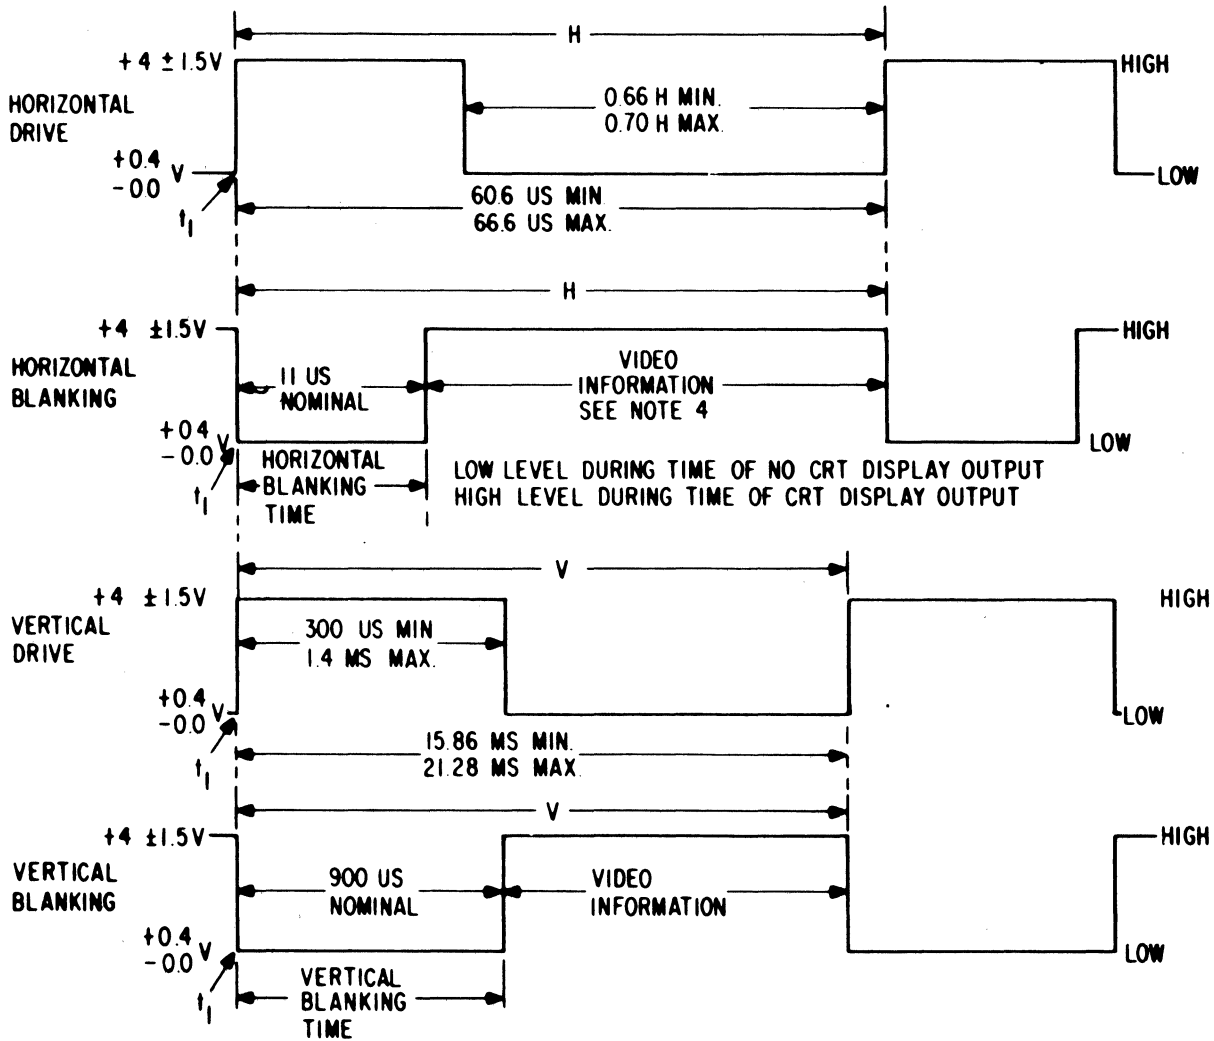 H
+4 ±1.5V
HIGH
HORIZONTAL
DRIVE
0.66 H MIN.
0.70 H MAX.
+0.4
-0.0 V
LOW
t1
60.6 US MIN.
66.6 US MAX.
H
+4 ±1.5V
HIGH
HORIZONTAL
BLANKING
11 US
NOMINAL
VIDEO
INFORMATION
SEE NOTE 4
+0.4
-0.0 V
LOW
t1
HORIZONTAL
BLANKING
TIME
LOW LEVEL DURING TIME OF NO CRT DISPLAY OUTPUT
HIGH LEVEL DURING TIME OF CRT DISPLAY OUTPUT
V
+4 ±1.5V
HIGH
VERTICAL
DRIVE
300 US MIN
1.4 MS MAX.
+0.4
-0.0 V
LOW
t1
15.86 MS MIN.
21.28 MS MAX.
V
+4 ±1.5V
HIGH
VERTICAL
BLANKING
900 US
NOMINAL
VIDEO
INFORMATION
+0.4
-0.0 V
LOW
t1
VERTICAL
BLANKING
TIME